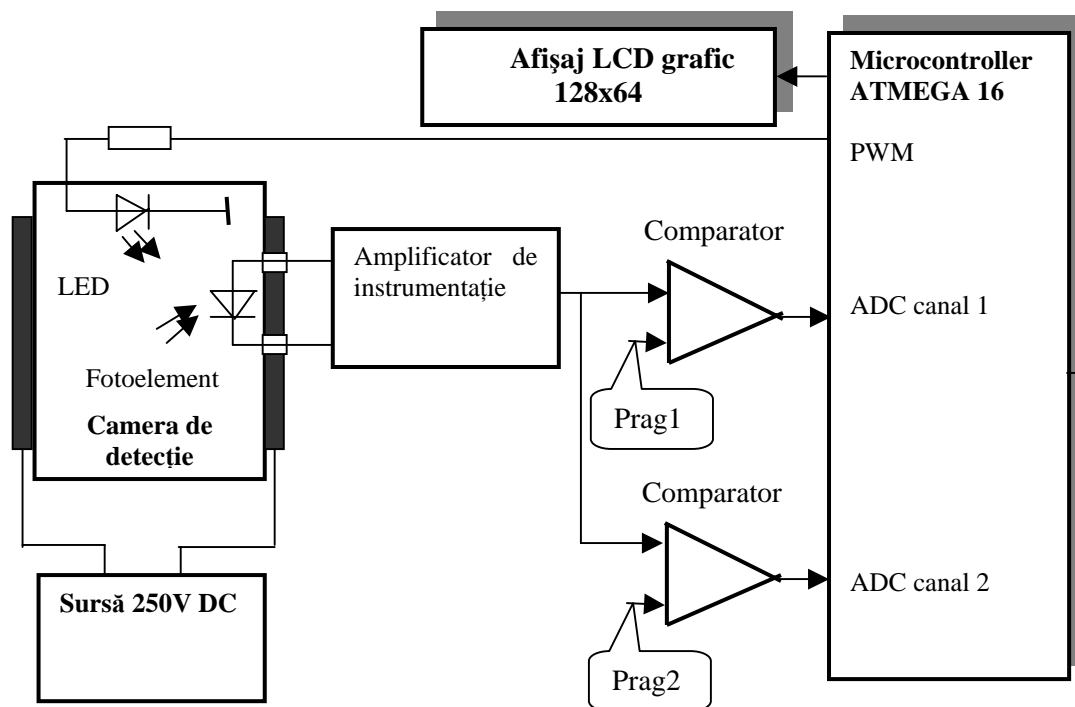 Afişaj LCD grafic
128x64
Microcontroller
ATMEGA 16
PWM
Comparator
Amplificator de
instrumentație
LED
ADC canal 1
Fotoelement
Prag1
Camera de
detecție
Comparator
ADC canal 2
Sursă 250V DC
Prag2